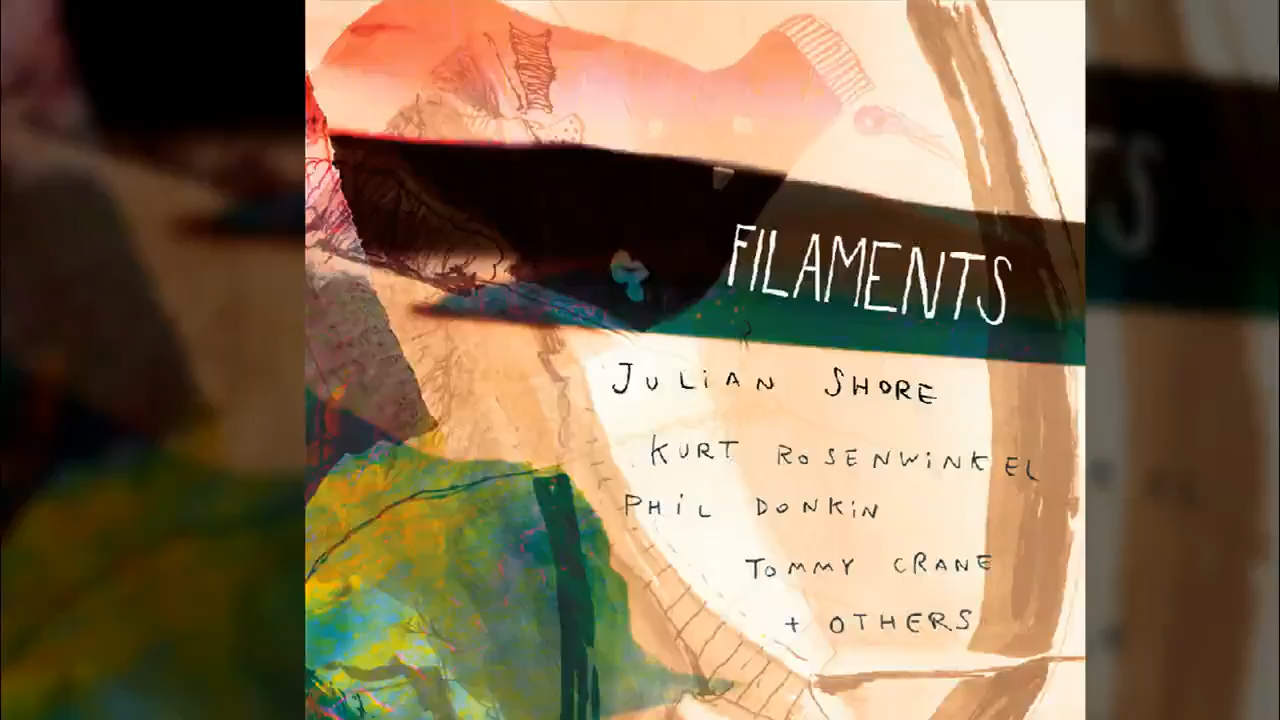 FILAMENTS
JULiAN SHORE
KURT RoSENWiNKEL
PHiL DONKiN
ToMMY CRANE
+ OTHERS